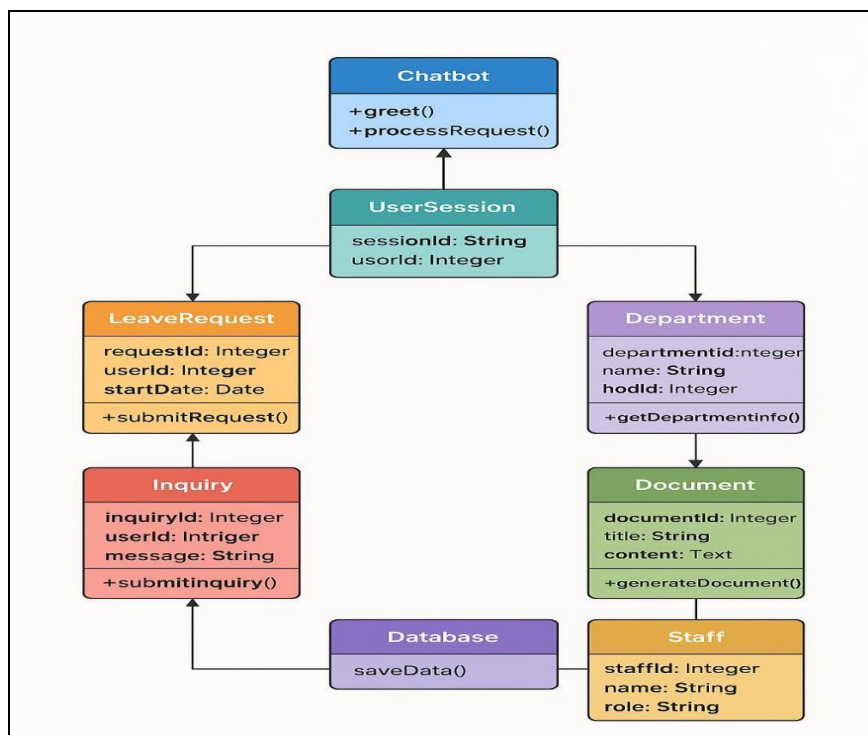 Chatbot
+greet()
+processRequest()
UserSession
sessionId: String
usorId: Integer
LeaveRequest
requestId: Integer
userId: Integer
startDate: Date
+submitRequest()
Department
departmentid:nteger
name: String
hodId: Integer
+getDepartmentinfo()
Inquiry
inquiryId: Integer
userId: Intriger
message: String
+submitinquiry()
Document
documentId: Integer
title: String
content: Text
+generateDocument()
Database
saveData()
Staff
staffId: Integer
name: String
role: String